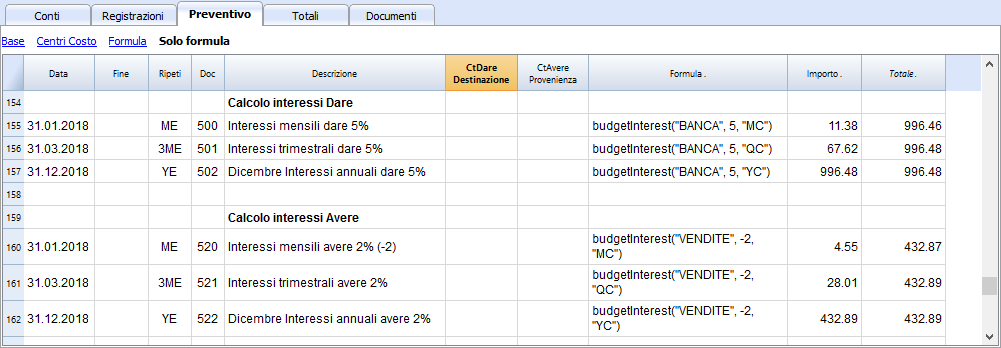 Conti Registrazioni Preventivo Totali Documenti
Base Centri Costo Formula Solo formula
Data Fine Ripeti Doc Descrizione CtDare Destinazione CtAvere Provenienza Formula . Importo . Totale .
154 Calcolo interessi Dare
155 31.01.2018 ME 500 Interessi mensili dare 5% budgetInterest("BANCA", 5, "MC") 11.38 996.46
156 31.03.2018 3ME 501 Interessi trimestrali dare 5% budgetInterest("BANCA", 5, "QC") 67.62 996.48
157 31.12.2018 YE 502 Dicembre Interessi annuali dare 5% budgetInterest("BANCA", 5, "YC") 996.48 996.48
158
159 Calcolo interessi Avere
160 31.01.2018 ME 520 Interessi mensili avere 2% (-2) budgetInterest("VENDITE", -2, "MC") 4.55 432.87
161 31.03.2018 3ME 521 Interessi trimestrali avere 2% budgetInterest("VENDITE", -2, "QC") 28.01 432.89
162 31.12.2018 YE 522 Dicembre Interessi annuali avere 2% budgetInterest("VENDITE", -2, "YC") 432.89 432.89